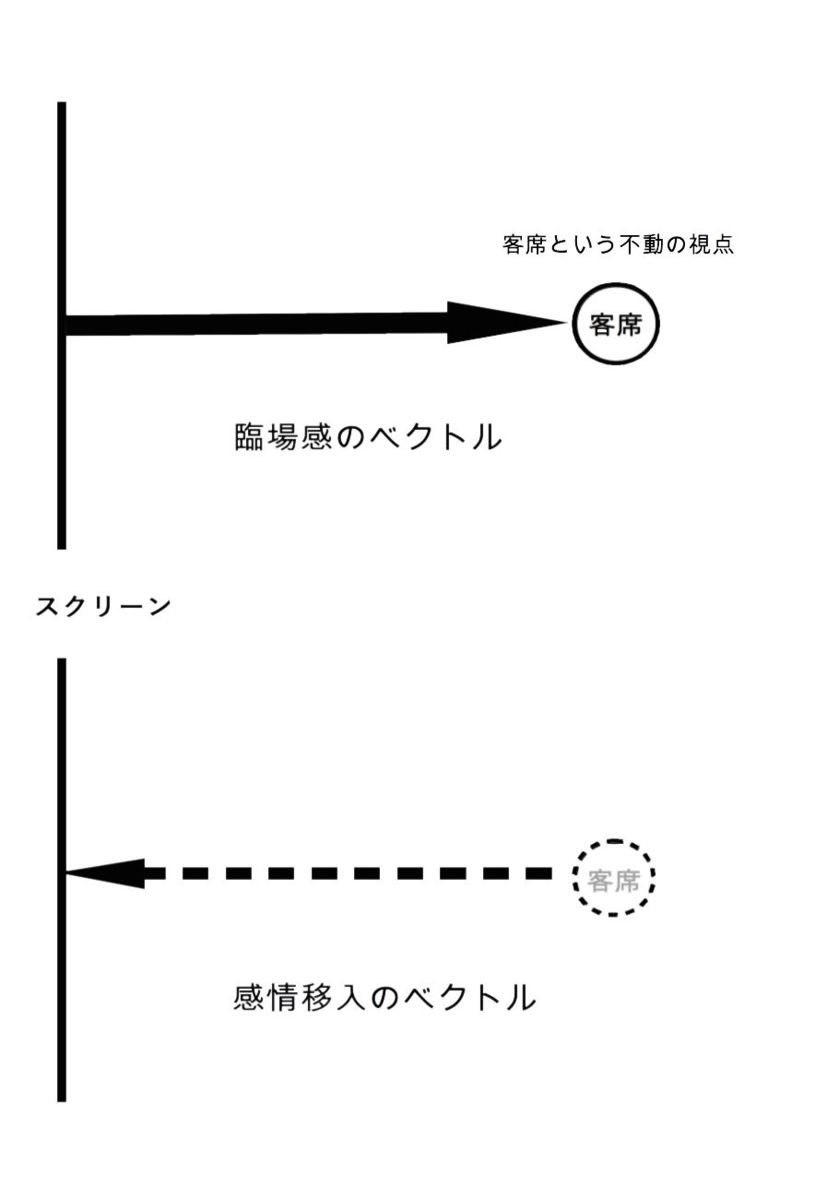 客席という不動の視点
客席
臨場感のベクトル
スクリーン
客席
感情移入のベクトル